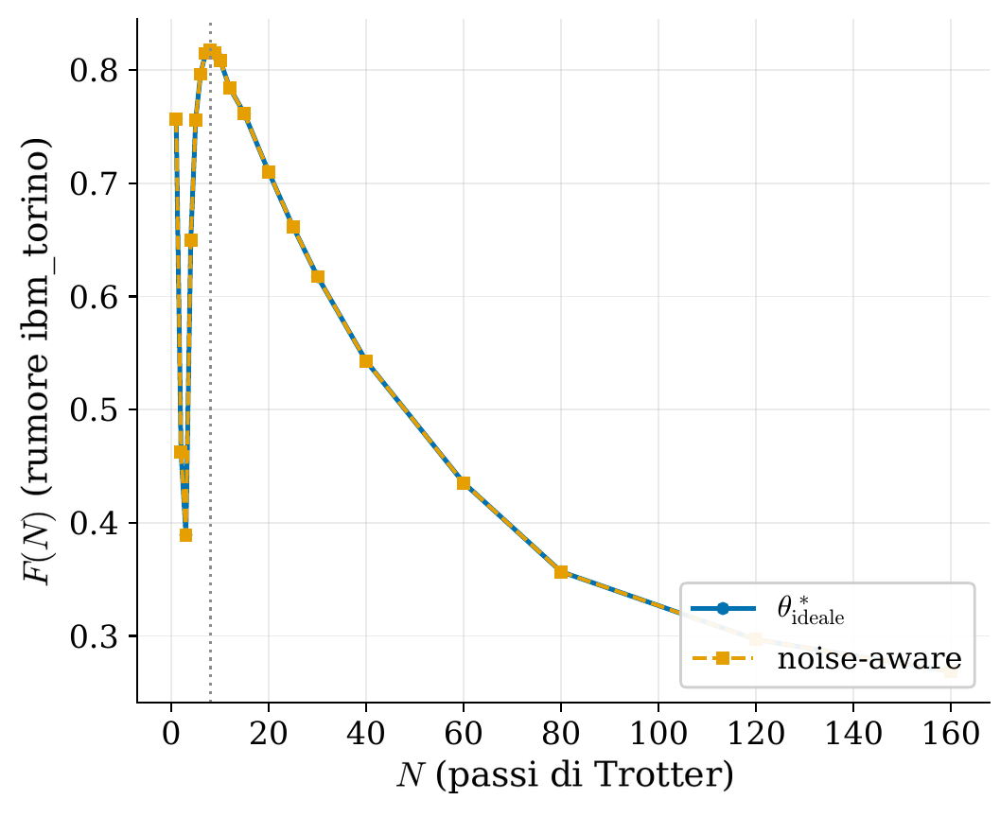 0.8
0.7
0.6
0.5
0.4
0.3
F(N) (rumore ibm_torino)
0 20 40 60 80 100 120 140 160
N (passi di Trotter)
θ*ideale
noise-aware